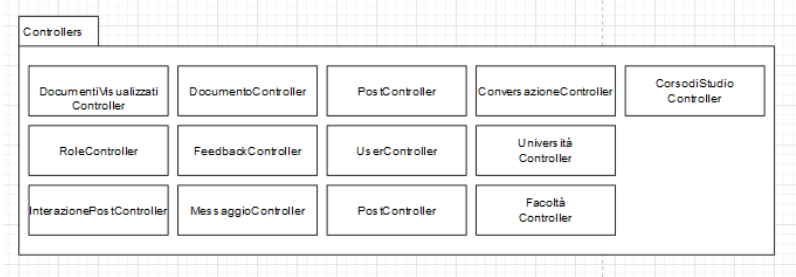 Controllers
DocumentiVisualizzati
Controller
DocumentoController
PostController
ConversazioneController
CorsodiStudio
Controller
RoleController
FeedbackController
UserController
Università
Controller
InterazionePostController
MessaggioController
PostController
Facoltà
Controller